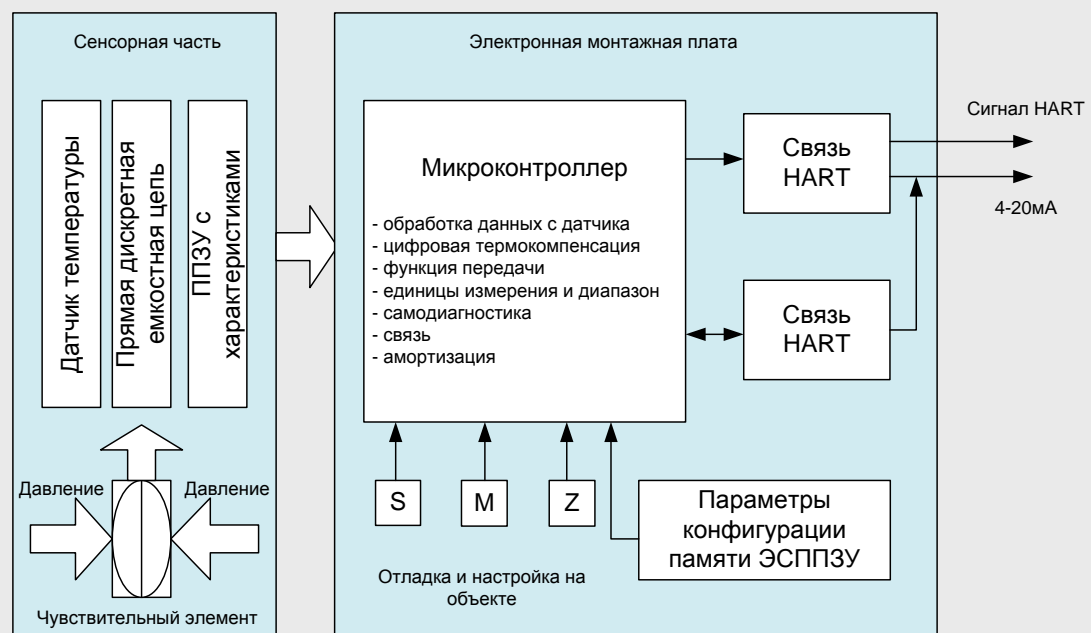 Сенсорная часть
Датчик температуры
Прямая дискретная
емкостная цепь
ППЗУ с
характеристиками
Давление
Давление
Чувствительный элемент
Электронная монтажная плата
Микроконтроллер
- обработка данных с датчика
- цифровая термокомпенсация
- функция передачи
- единицы измерения и диапазон
- самодиагностика
- связь
- амортизация
Связь
HART
Связь
HART
Сигнал HART
4-20мА
S
M
Z
Параметры
конфигурации
памяти ЭСППЗУ
Отладка и настройка на
объекте